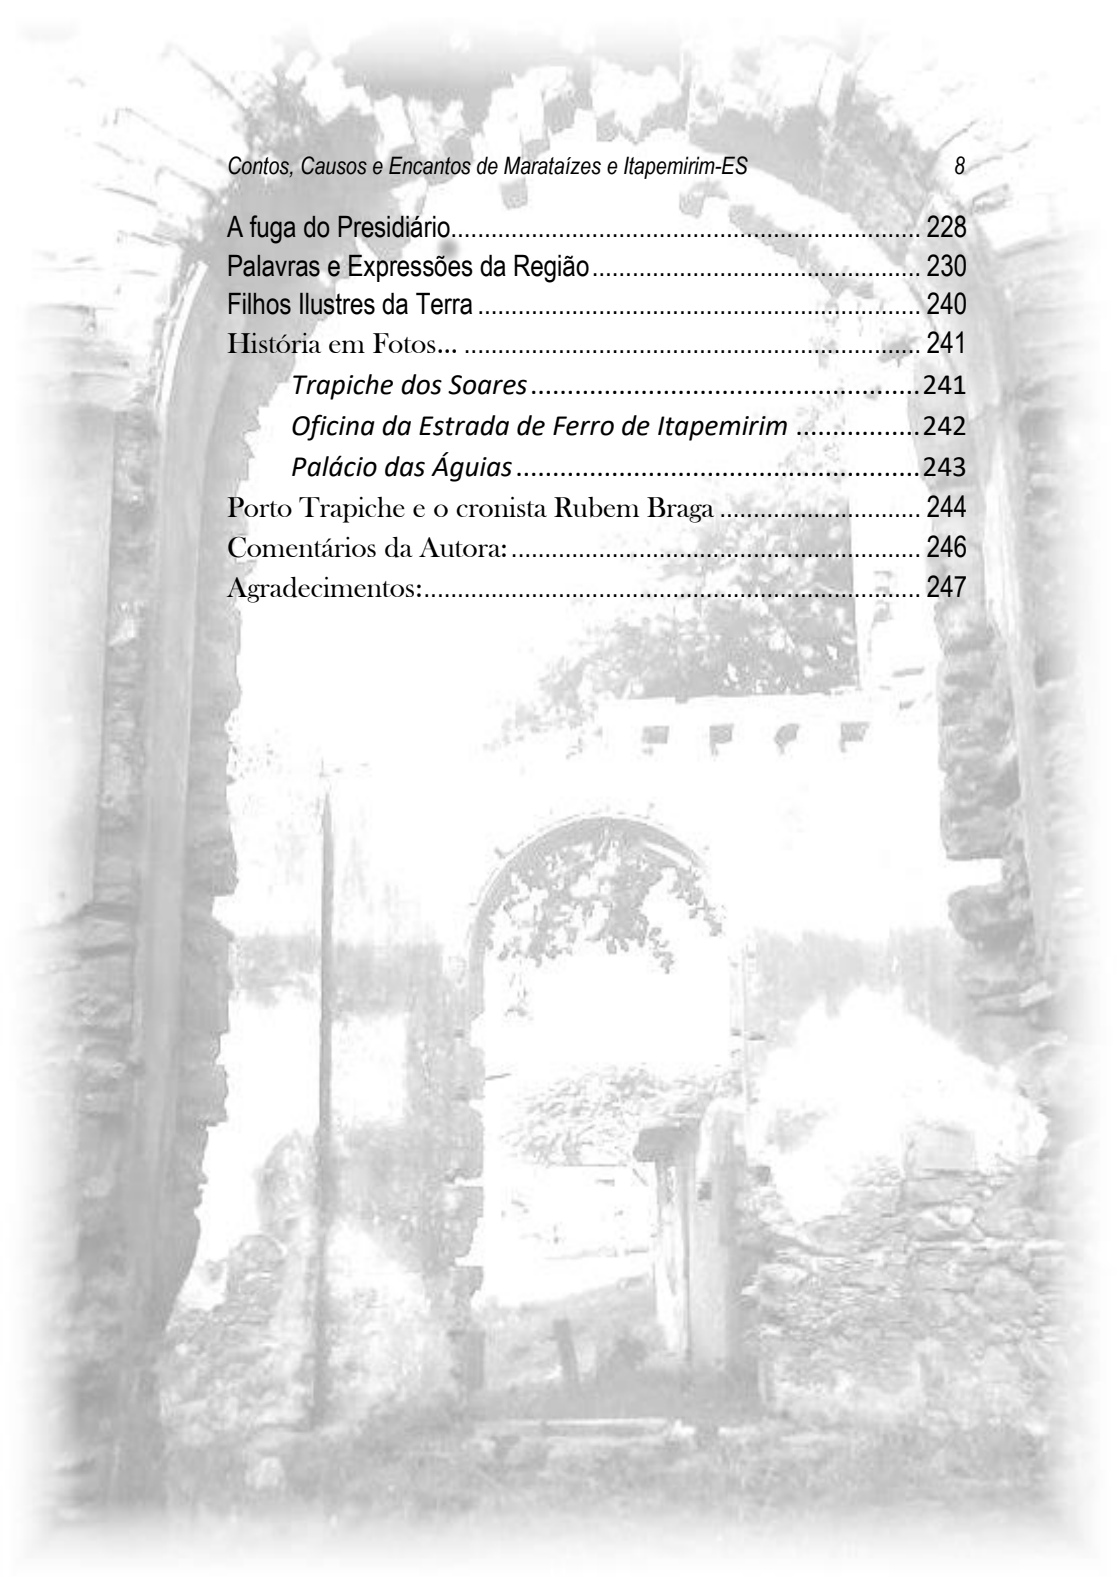 Contos, Causos e Encantos de Marataízes e Itapemirim-ES 8
A fuga do Presidiário.......................................................................... 228
Palavras e Expressões da Região..................................................... 230
Filhos Ilustres da Terra ....................................................................... 240
História em Fotos... .......................................................................... 241
Trapiche dos Soares....................................................241
Oficina da Estrada de Ferro de Itapemirim .................242
Palácio das Águias......................................................243
Porto Trapiche e o cronista Rubem Braga ................................ 244
Comentários da Autora: .................................................................. 246
Agradecimentos:................................................................................ 247